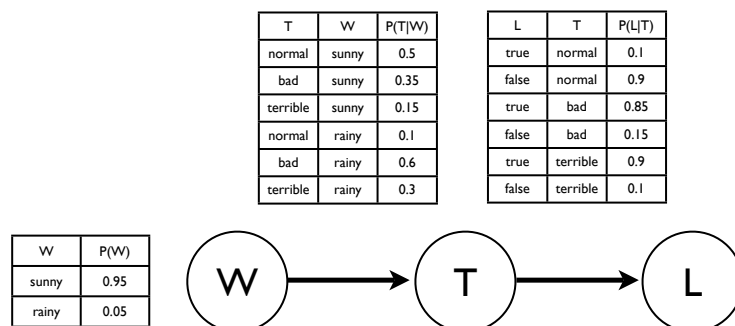 T W P(T|W)
normal sunny 0.5
bad sunny 0.35
terrible sunny 0.15
normal rainy 0.1
bad rainy 0.6
terrible rainy 0.3
L T P(L|T)
true normal 0.1
false normal 0.9
true bad 0.85
false bad 0.15
true terrible 0.9
false terrible 0.1
W P(W)
sunny 0.95
rainy 0.05
W T L